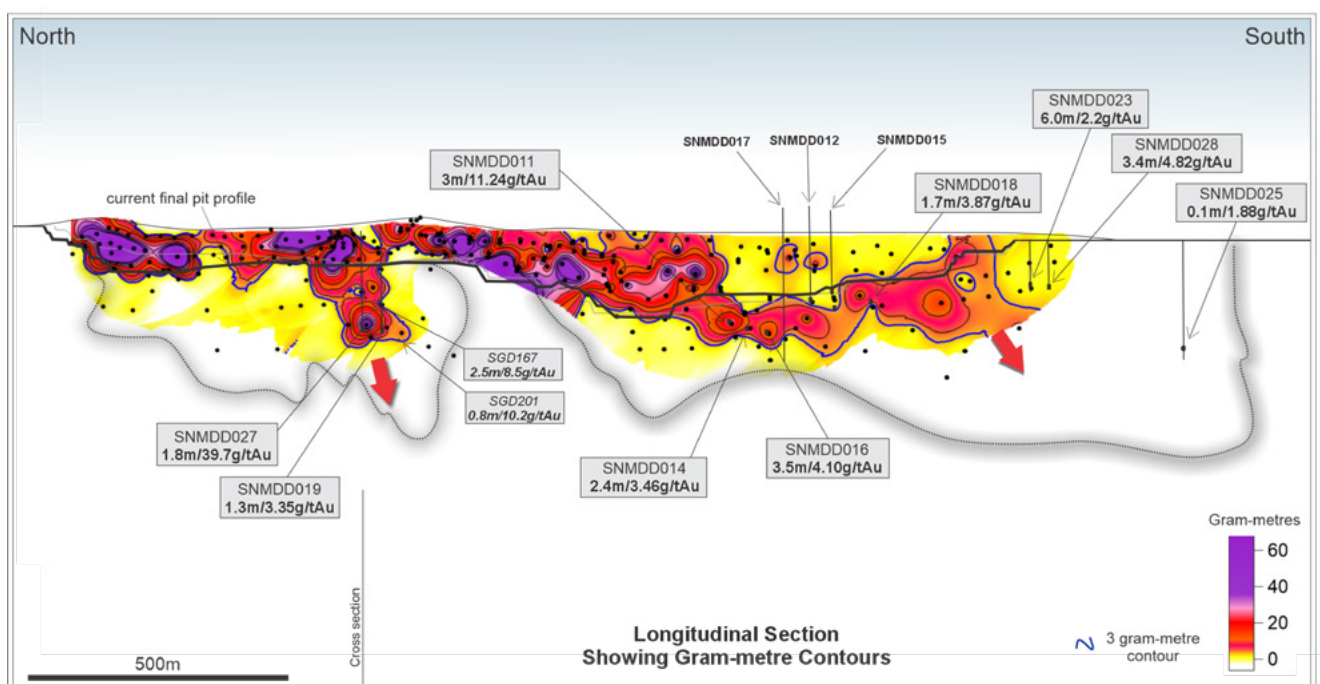 North
South
SNMDD023
6.0m/2.2g/tAu
SNMDD017
SNMDD012
SNMDD015
SNMDD028
3.4m/4.82g/tAu
SNMDD011
3m/11.24g/tAu
SNMDD018
1.7m/3.87g/tAu
SNMDD025
0.1m/1.88g/tAu
current final pit profile
SGD167
2.5m/8.5g/tAu
SGD201
0.8m/10.2g/tAu
SNMDD027
1.8m/39.7g/tAu
SNMDD016
3.5m/4.10g/tAu
SNMDD014
2.4m/3.46g/tAu
SNMDD019
1.3m/3.35g/tAu
Gram-metres
60
40
20
0
Cross section
Longitudinal Section
Showing Gram-metre Contours
3 gram-metre
contour
500m